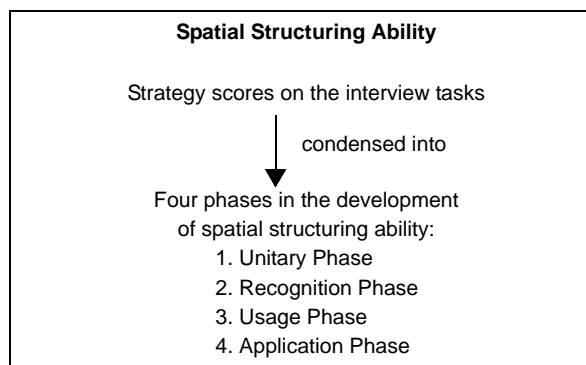 Spatial Structuring Ability
Strategy scores on the interview tasks
condensed into
Four phases in the development
of spatial structuring ability:
1. Unitary Phase
2. Recognition Phase
3. Usage Phase
4. Application Phase